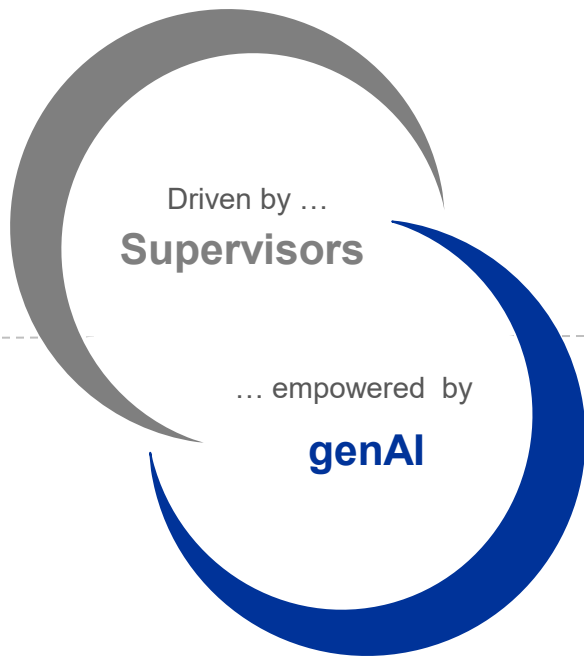 Driven by …
Supervisors
… empowered by
genAI